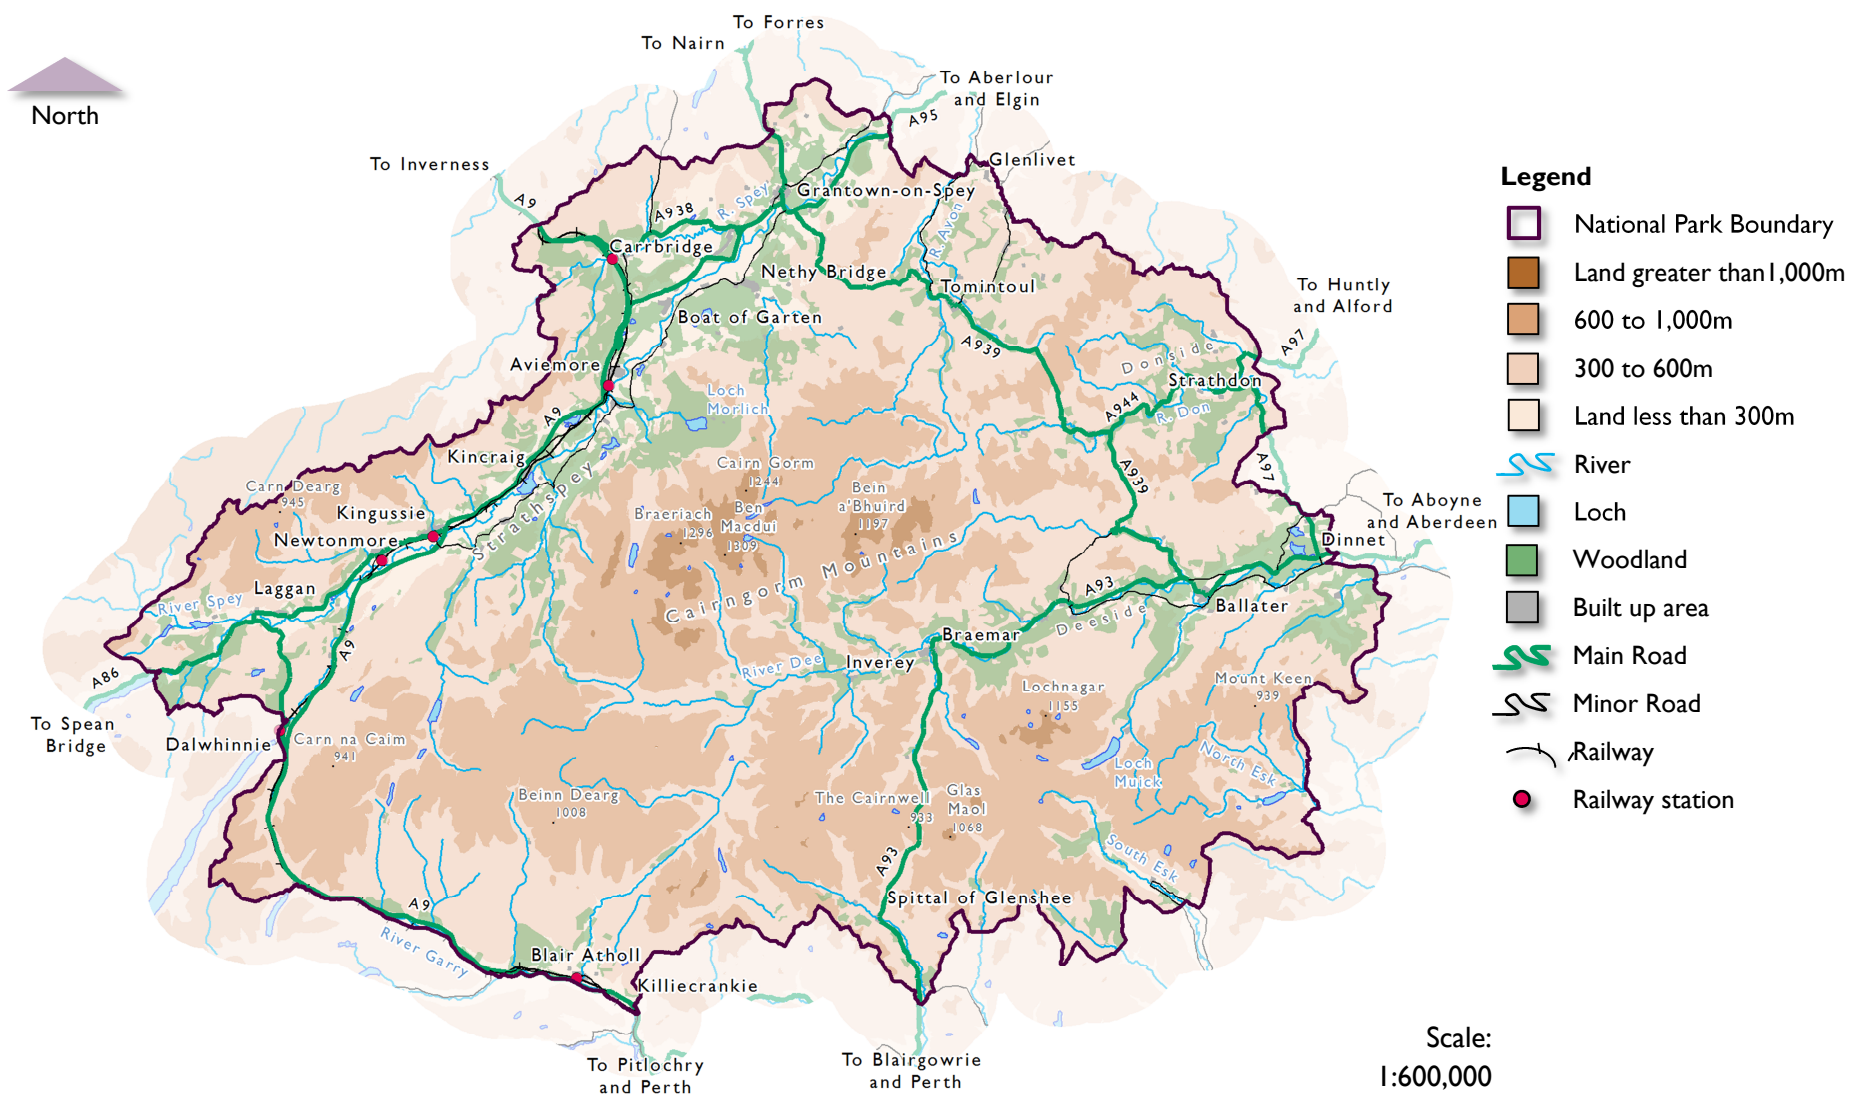 To Forres
To Nairn
To Aberlour
and Elgin
North
A95
To Inverness
Glenlivet
A9
Grantown-on-Spey
R. Spey
A938
R. Avon
Carrbridge
Nethy Bridge
Tomintoul
To Huntly
and Alford
Boat of Garten
A939
A97
Donside
Aviemore
Strathdon
Loch
Morlich
A944
R. Don
A9
Kincraig
Cairn Gorm
1244
A939
A97
Carn Dearg
945
Strathspey
Bein
a'Bhuird
1197
To Aboyne
and Aberdeen
Kingussie
Braeriach
1296
Ben
Macdui
1309
Newtonmore
Dinnet
Cairngorm Mountains
Laggan
A93
River Spey
Ballater
Deeside
Braemar
A9
Inverey
River Dee
A86
Lochnagar
1155
Mount Keen
939
To Spean
Bridge
Dalwhinnie
Carn na Caim
941
Loch
Muick
North Esk
Beinn Dearg
1008
The Cairnwell
933
Glas
Maol
1068
A93
South Esk
A9
Spittal of Glenshee
River Garry
Blair Atholl
Killiecrankie
To Pitlochry
and Perth
To Blairgowrie
and Perth
Legend
National Park Boundary
Land greater than1,000m
600 to 1,000m
300 to 600m
Land less than 300m
River
Loch
Woodland
Built up area
Main Road
Minor Road
Railway
Railway station
Scale:
1:600,000